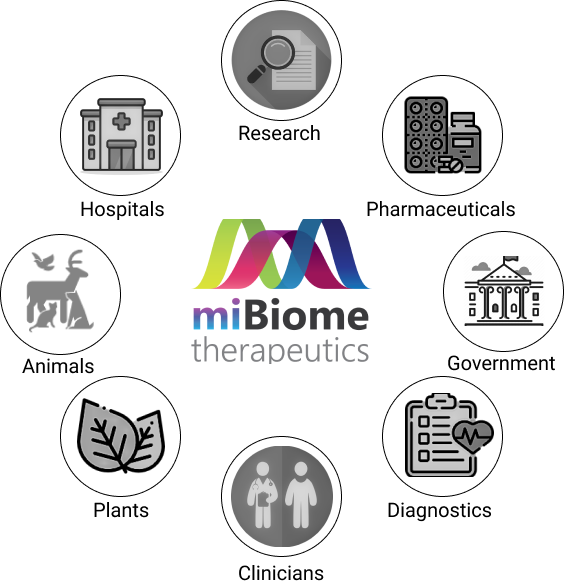 Research
Hospitals
Pharmaceuticals
miBiome
therapeutics
Animals
Government
Plants
Diagnostics
Clinicians